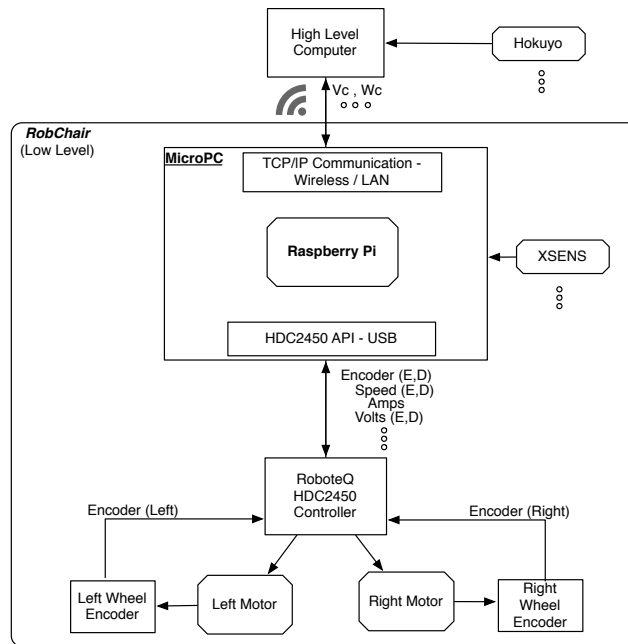 High Level
Computer
Hokuyo
Vc , Wc
RobChair
(Low Level)
MicroPC
TCP/IP Communication -
Wireless / LAN
Raspberry Pi
XSENS
HDC2450 API - USB
Encoder (E,D)
Speed (E,D)
Amps
Volts (E,D)
RoboteQ
HDC2450
Controller
Encoder (Left)
Encoder (Right)
Left Wheel
Encoder
Left Motor
Right Motor
Right
Wheel
Encoder